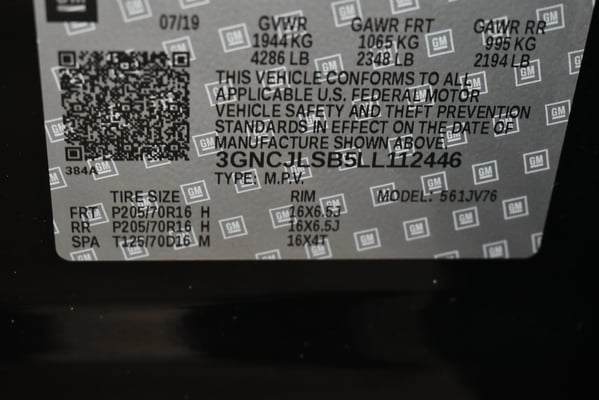 GM
07/19 GVWR GAWR FRT GAWR RR
1944 KG 1065 KG 995 KG
4286 LB 2348 LB 2194 LB
THIS VEHICLE CONFORMS TO ALL
APPLICABLE U.S. FEDERAL MOTOR
VEHICLE SAFETY AND THEFT PREVENTION
STANDARDS IN EFFECT ON THE DATE OF
MANUFACTURE SHOWN ABOVE.
3GNCJLSB5LL112446
384A
TYPE: M.P.V.
TIRE SIZE RIM MODEL: 561JV76
FRT P205/70R16 H 16X6.5J
RR P205/70R16 H 16X6.5J
SPA T125/70D16 M 16X4T